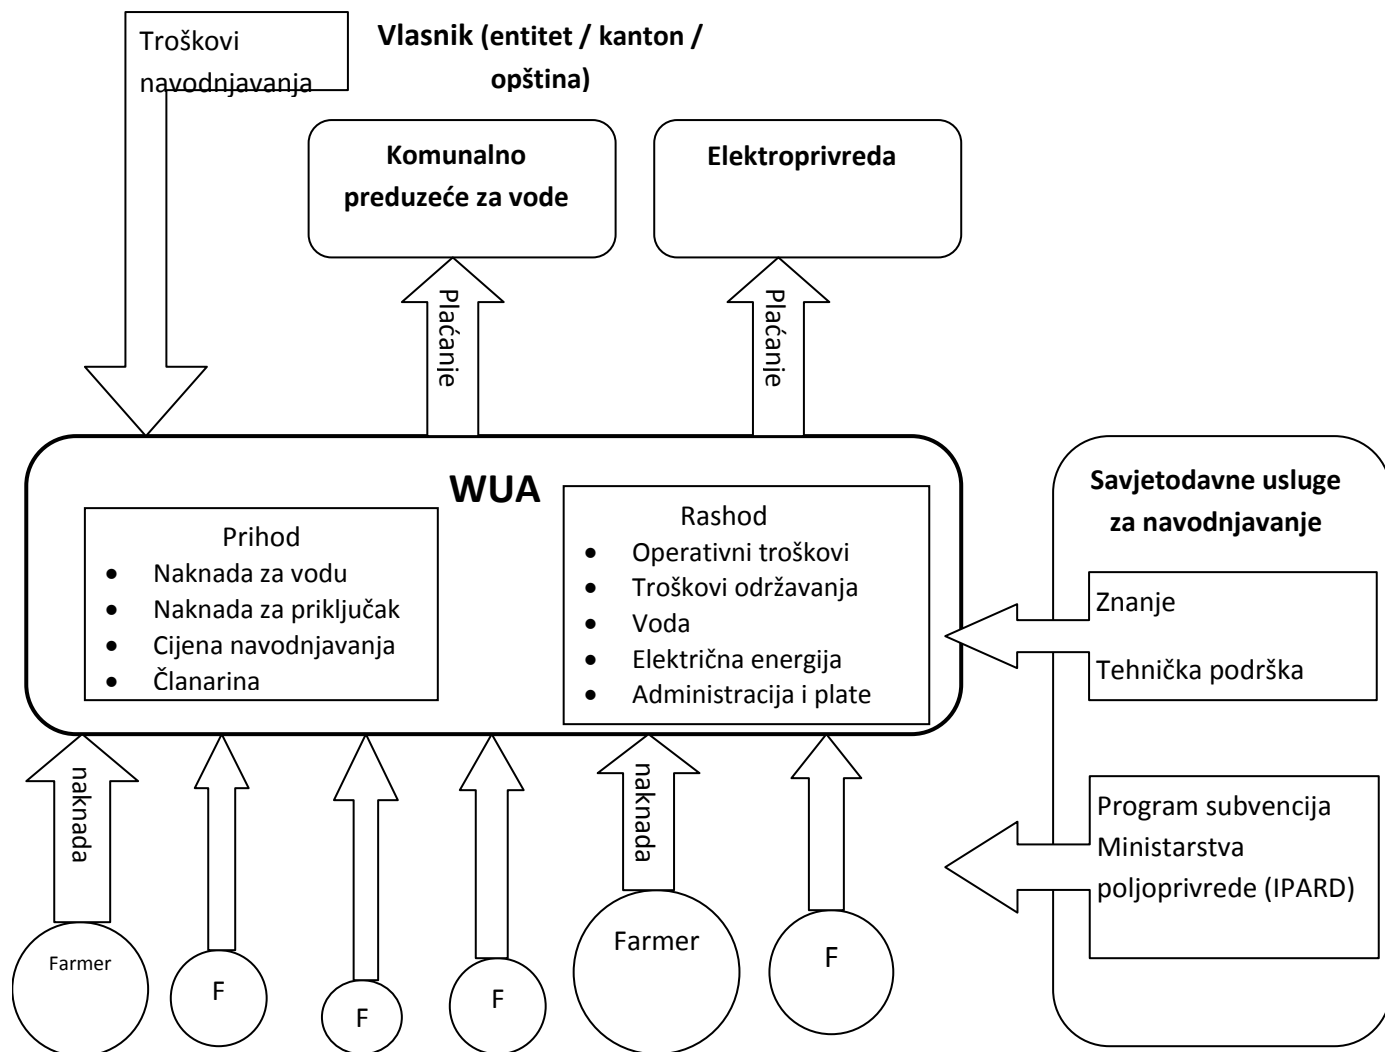 Troškovi
navodnjavanja
Vlasnik (entitet / kanton /
opština)
Komunalno
preduzeće za vode
Elektroprivreda
Plaćanje
Plaćanje
WUA
Prihod
• Naknada za vodu
• Naknada za priključak
• Cijena navodnjavanja
• Članarina
Rashod
• Operativni troškovi
• Troškovi održavanja
• Voda
• Električna energija
• Administracija i plate
Savjetodavne usluge
za navodnjavanje
Znanje
Tehnička podrška
Program subvencija
Ministarstva
poljoprivrede (IPARD)
naknada
naknada
Farmer
F
F
F
Farmer
F